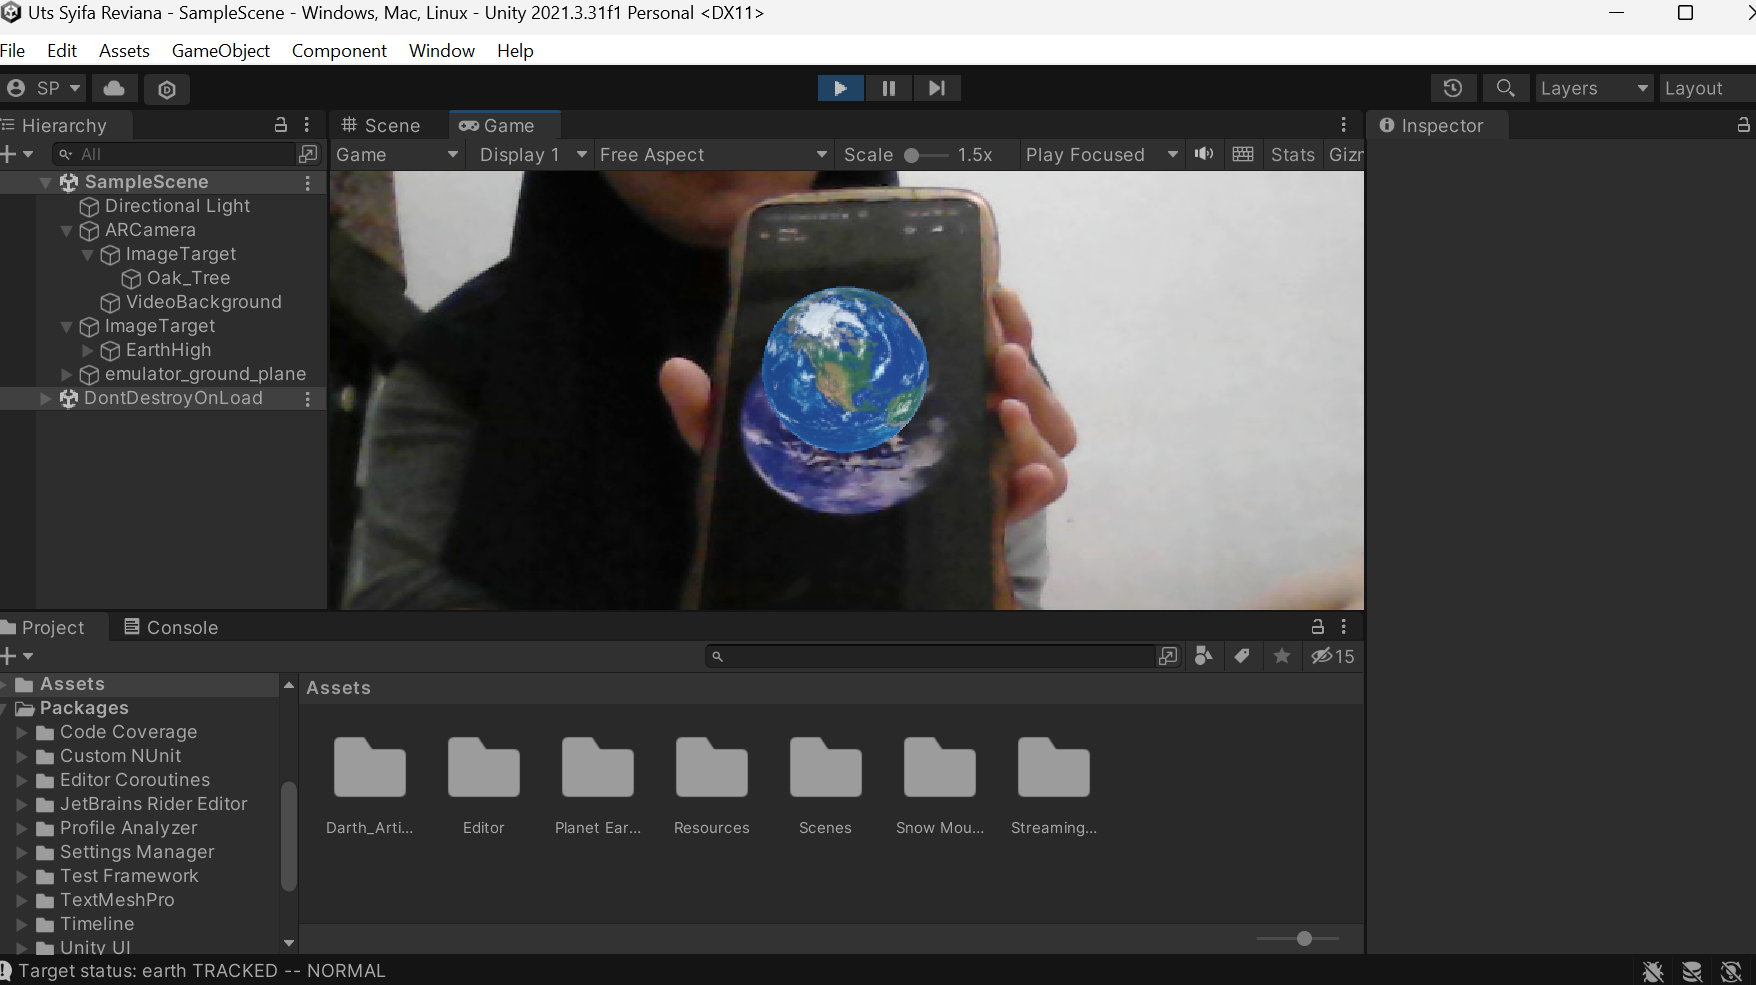 Uts Syifa Reviana - SampleScene - Windows, Mac, Linux - Unity 2021.3.31f1 Personal <DX11>
File Edit Assets GameObject Component Window Help
SP Layers Layout
Hierarchy Scene Game Inspector
All Game Display 1 Free Aspect Scale 1.5x Play Focused Stats Gizm
SampleScene
Directional Light
ARCamera
ImageTarget
Oak_Tree
VideoBackground
ImageTarget
EarthHigh
emulator_ground_plane
DontDestroyOnLoad
Project Console
15
Assets
Packages
Code Coverage
Custom NUnit
Editor Coroutines
JetBrains Rider Editor
Profile Analyzer
Settings Manager
Test Framework
TextMeshPro
Timeline
Unity UI
Assets
Darth_Arti... Editor Planet Ear... Resources Scenes Snow Mou... Streaming...
Target status: earth TRACKED -- NORMAL